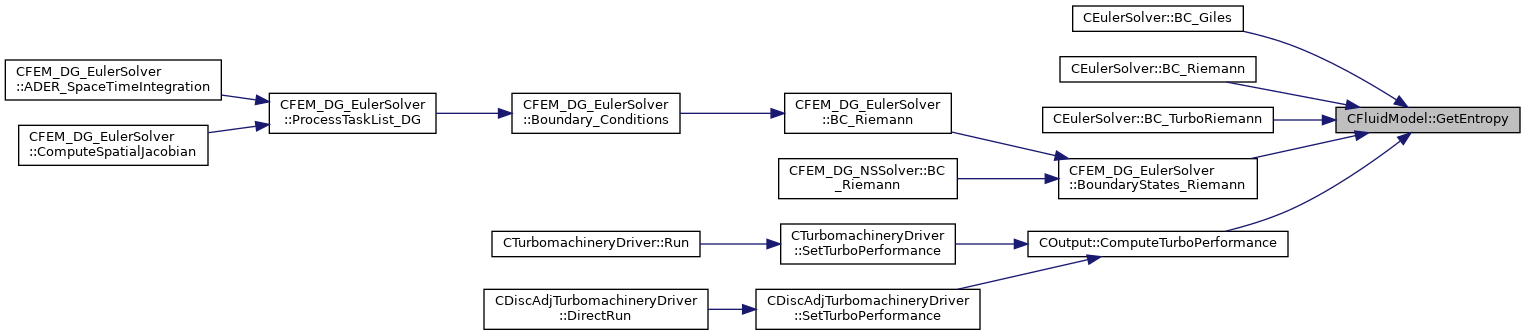 CEulerSolver::BC_Giles
CFEM_DG_EulerSolver
::ADER_SpaceTimeIntegration
CEulerSolver::BC_Riemann
CFEM_DG_EulerSolver
::ProcessTaskList_DG
CFEM_DG_EulerSolver
::Boundary_Conditions
CFEM_DG_EulerSolver
::BC_Riemann
CEulerSolver::BC_TurboRiemann
CFluidModel::GetEntropy
CFEM_DG_EulerSolver
::ComputeSpatialJacobian
CFEM_DG_NSSolver::BC
_Riemann
CFEM_DG_EulerSolver
::BoundaryStates_Riemann
CTurbomachineryDriver::Run
CTurbomachineryDriver
::SetTurboPerformance
COutput::ComputeTurboPerformance
CDiscAdjTurbomachineryDriver
::DirectRun
CDiscAdjTurbomachineryDriver
::SetTurboPerformance